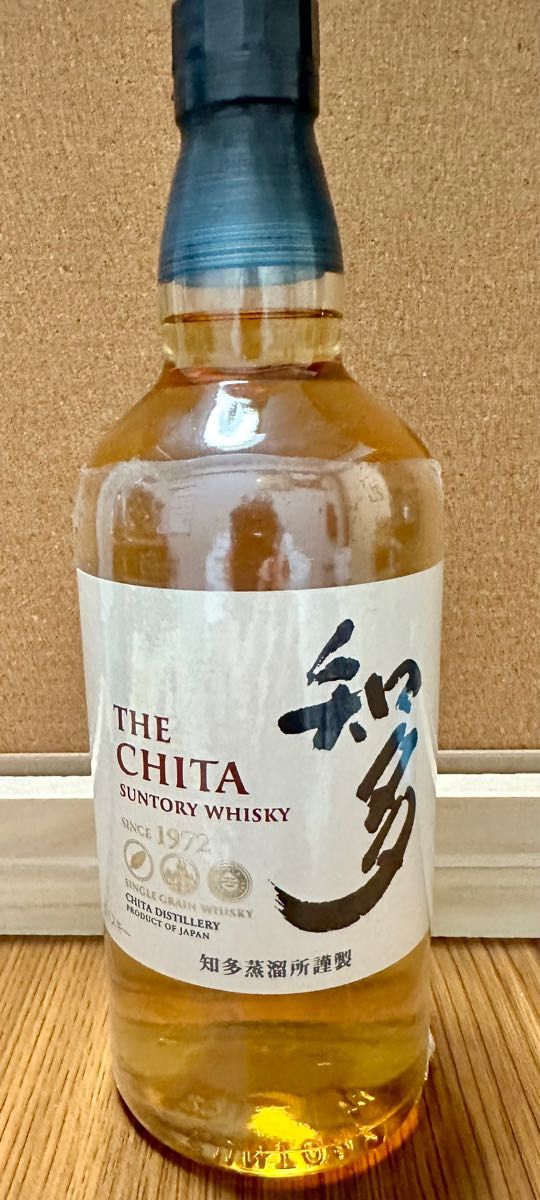 知多
THE
CHITA
SUNTORY WHISKY
SINCE 1972
SINGLE GRAIN WHISKY
CHITA DISTILLERY
PRODUCT OF JAPAN
知多蒸溜所謹製